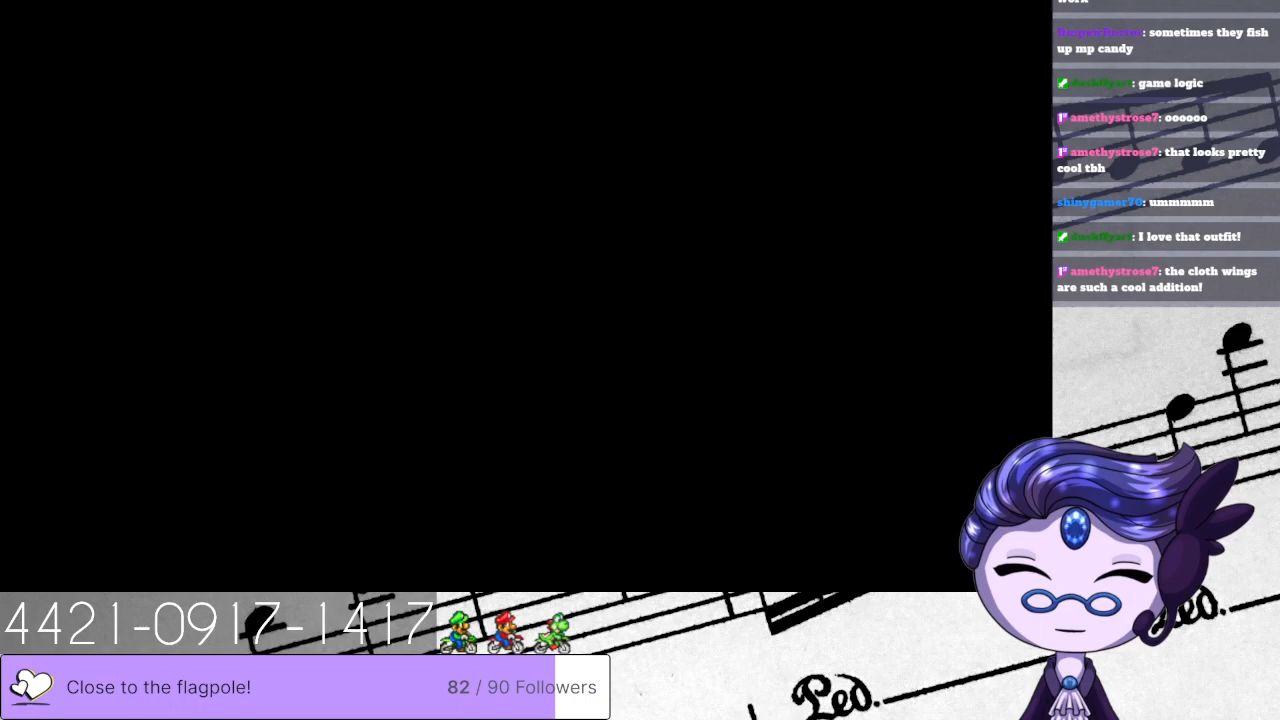 : sometimes they fish
up mp candy
: game logic
amethystrose7: oooooo
amethystrose7: that looks pretty
cool tbh
shinygamer70: ummmmm
: I love that outfit!
amethystrose7: the cloth wings
are such a cool addition!
4421-0917-1417
Close to the flagpole! 82 / 90 Followers
Leo.